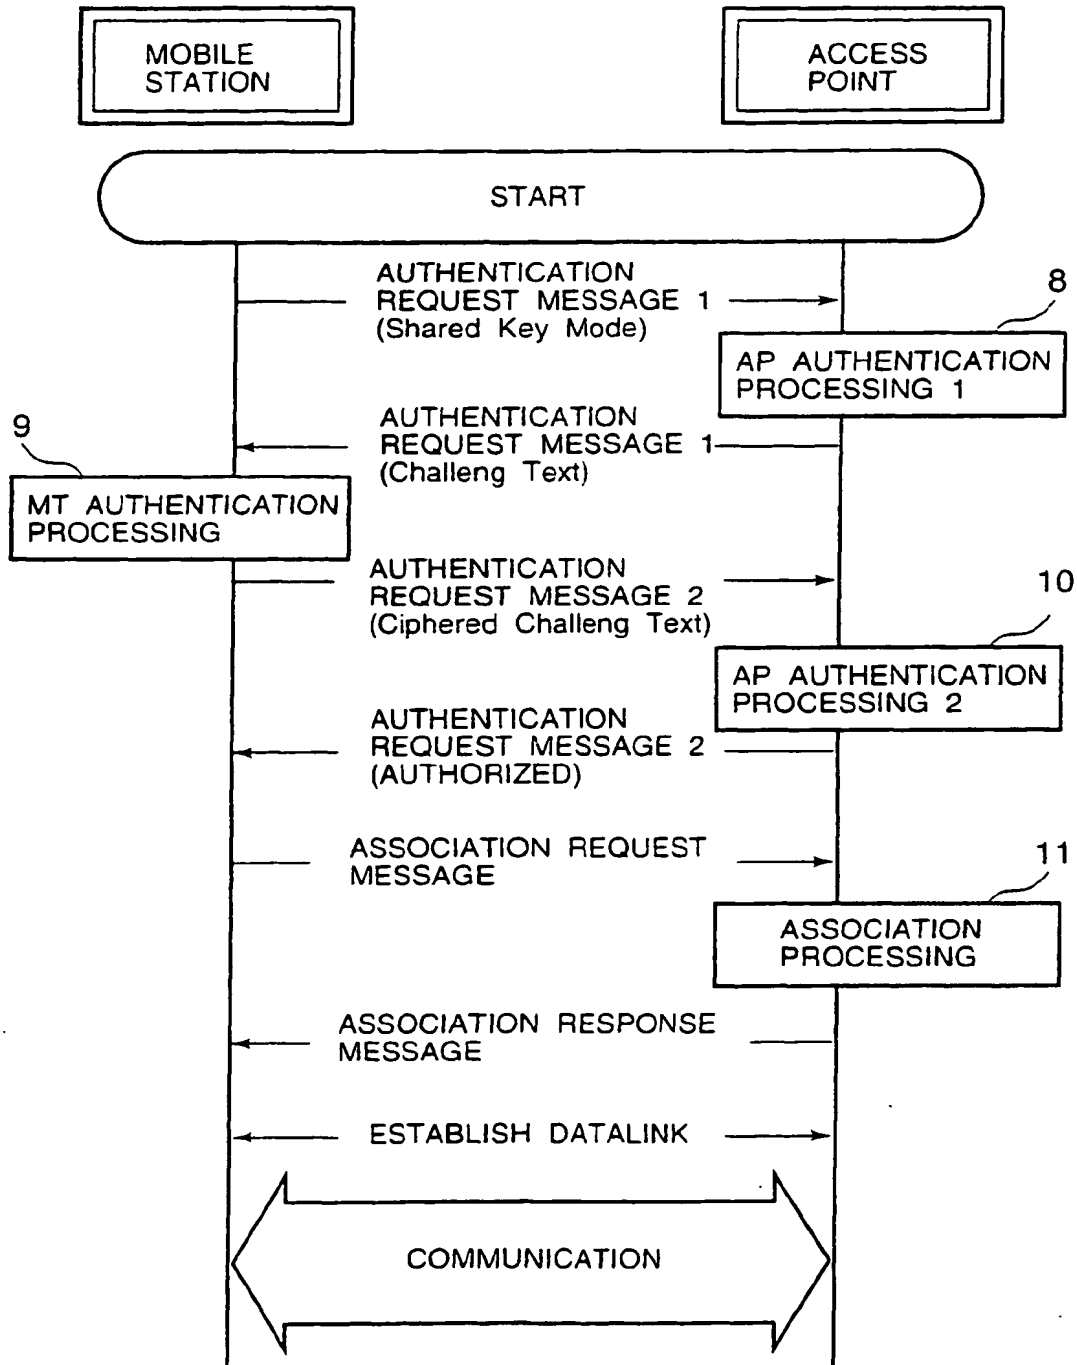 MOBILE
STATION
ACCESS
POINT
START
AUTHENTICATION
REQUEST MESSAGE 1
(Shared Key Mode)
8
AP AUTHENTICATION
PROCESSING 1
AUTHENTICATION
REQUEST MESSAGE 1
(Challeng Text)
9
MT AUTHENTICATION
PROCESSING
AUTHENTICATION
REQUEST MESSAGE 2
(Ciphered Challeng Text)
10
AP AUTHENTICATION
PROCESSING 2
AUTHENTICATION
REQUEST MESSAGE 2
(AUTHORIZED)
ASSOCIATION REQUEST
MESSAGE
11
ASSOCIATION
PROCESSING
ASSOCIATION RESPONSE
MESSAGE
ESTABLISH DATALINK
COMMUNICATION